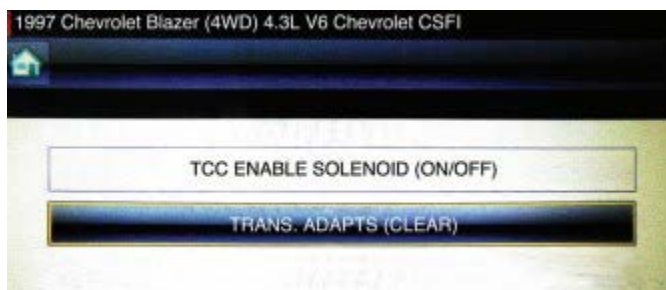 1997 Chevrolet Blazer (4WD) 4.3L V6 Chevrolet CSFI
TCC ENABLE SOLENOID (ON/OFF)
TRANS. ADAPTS (CLEAR)